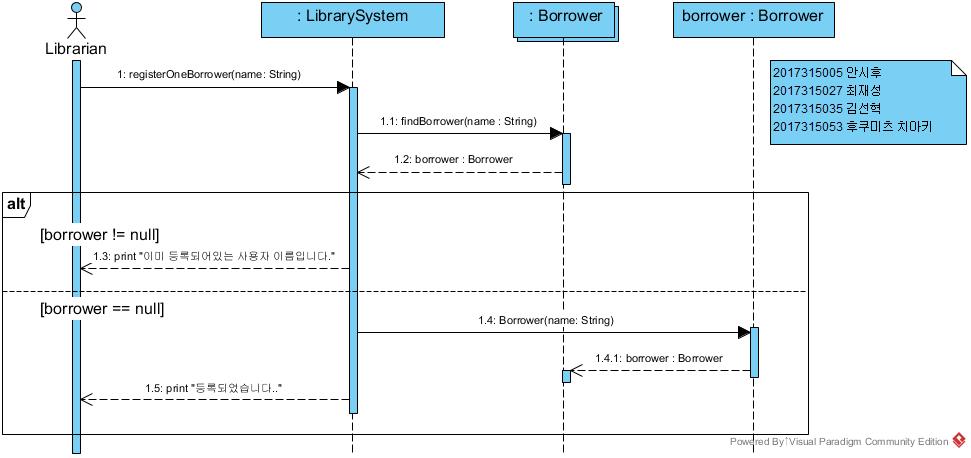 : LibrarySystem
: Borrower
borrower : Borrower
Librarian
2017315005 안시후
2017315027 최재성
2017315035 김선혁
2017315053 후쿠미츠 치마키
1: registerOneBorrower(name: String)
1.1: findBorrower(name : String)
1.2: borrower : Borrower
alt
[borrower != null]
1.3: print "이미 등록되어있는 사용자 이름입니다."
[borrower == null]
1.4: Borrower(name: String)
1.4.1: borrower : Borrower
1.5: print "등록되었습니다.."
Powered By Visual Paradigm Community Edition